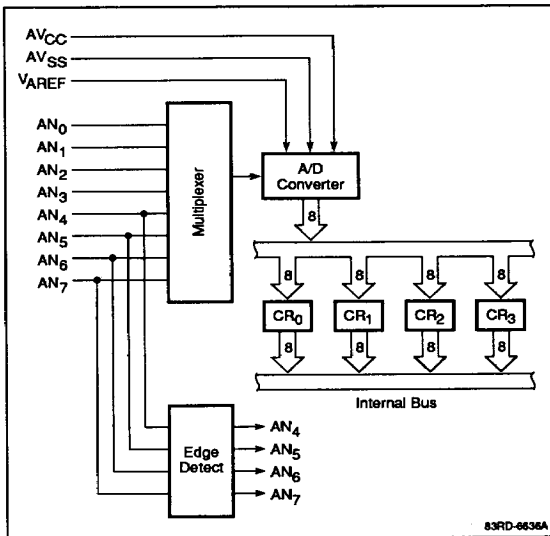 AVCC
AVSS
VAREF
AN0
AN1
AN2
AN3
AN4
AN5
AN6
AN7
Multiplexer
A/D
Converter
8
8
8
8
8
CR0
CR1
CR2
CR3
8
8
8
8
Internal Bus
Edge
Detect
AN4
AN5
AN6
AN7
83RD-6636A